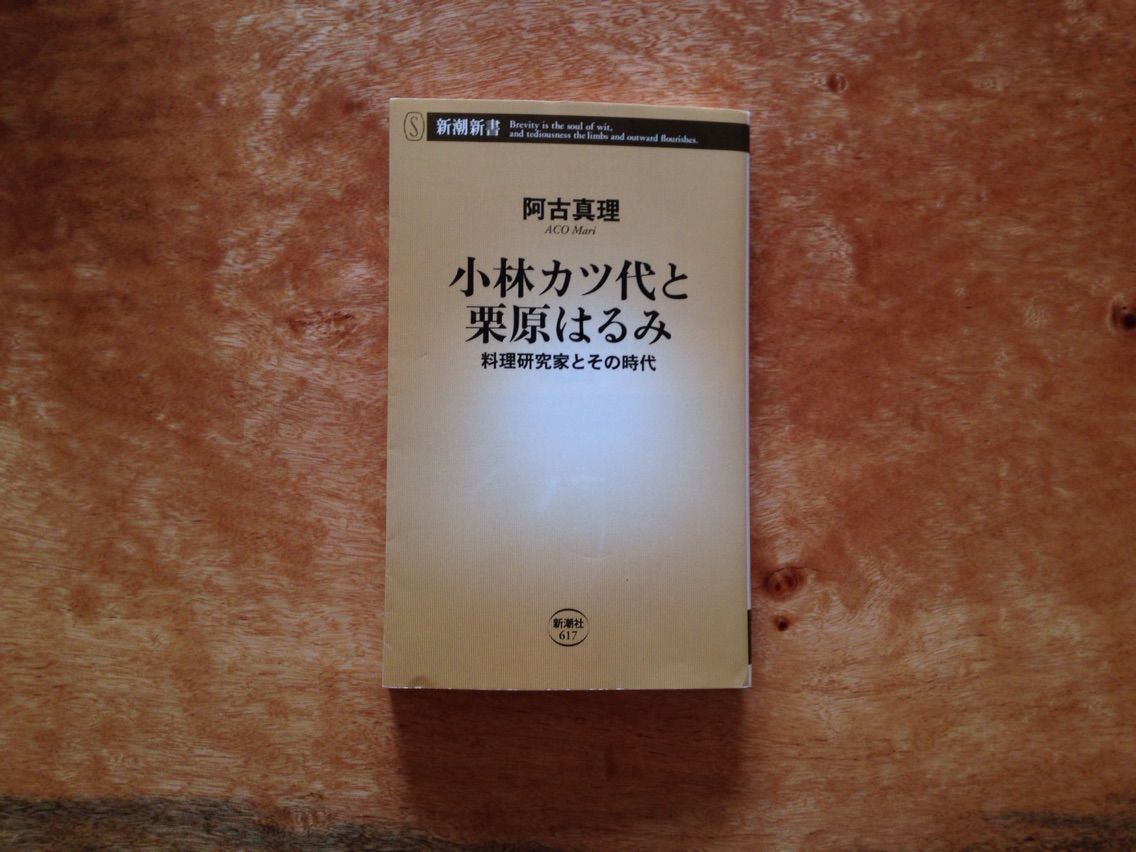 S
新潮新書
Brevity is the soul of wit,
and tediousness the limbs and outward flourishes.
阿古真理
ACO Mari
小林カツ代と
栗原はるみ
料理研究家とその時代
新潮社
617